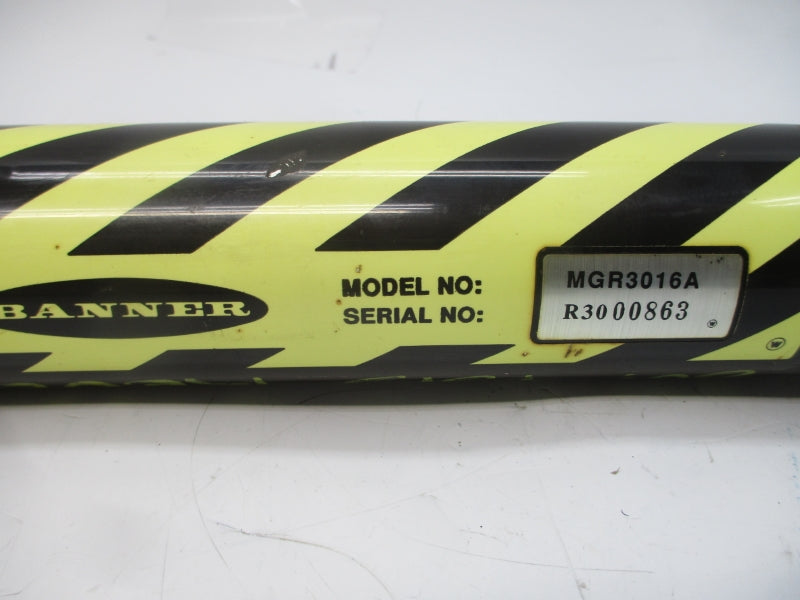 BANNER
MODEL NO: MGR3016A
SERIAL NO: R3000863